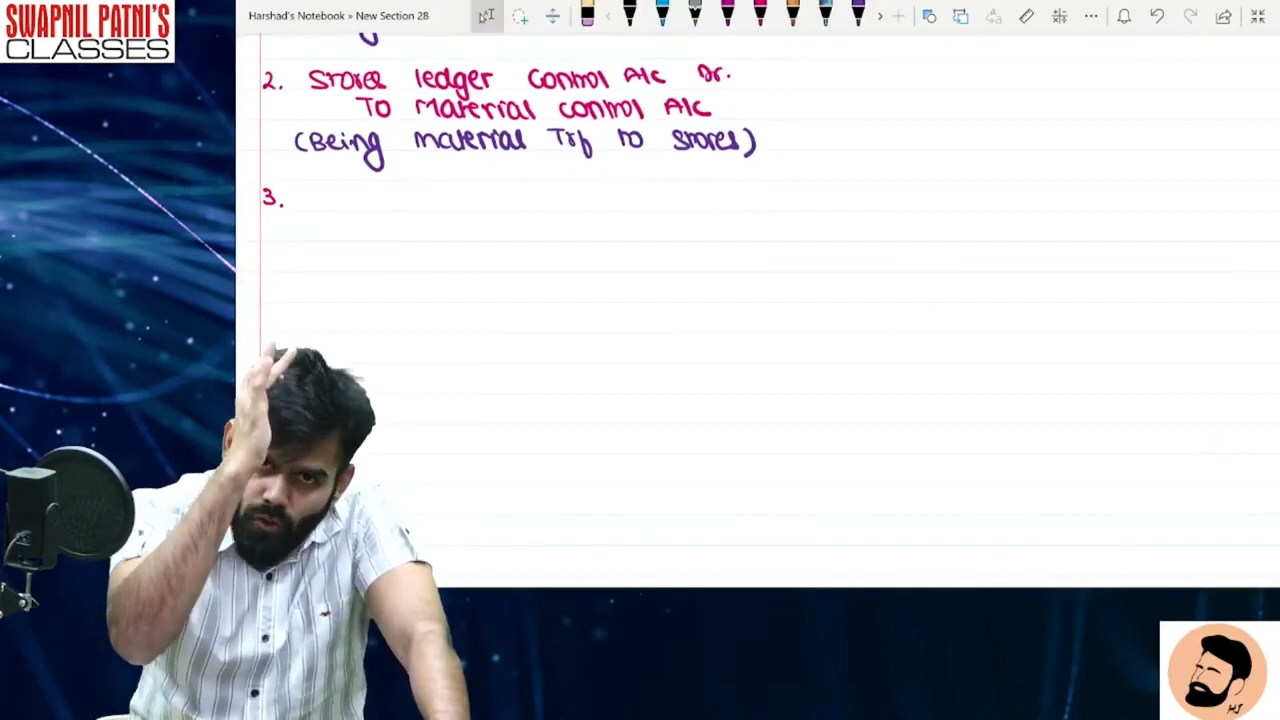 SWAPNIL PATNI'S
CLASSES
Harshad's Notebook » New Section 28
2. Stores ledger Control A/c Dr.
To Material Control A/c
(Being material Trf to stores)
3.
HJ